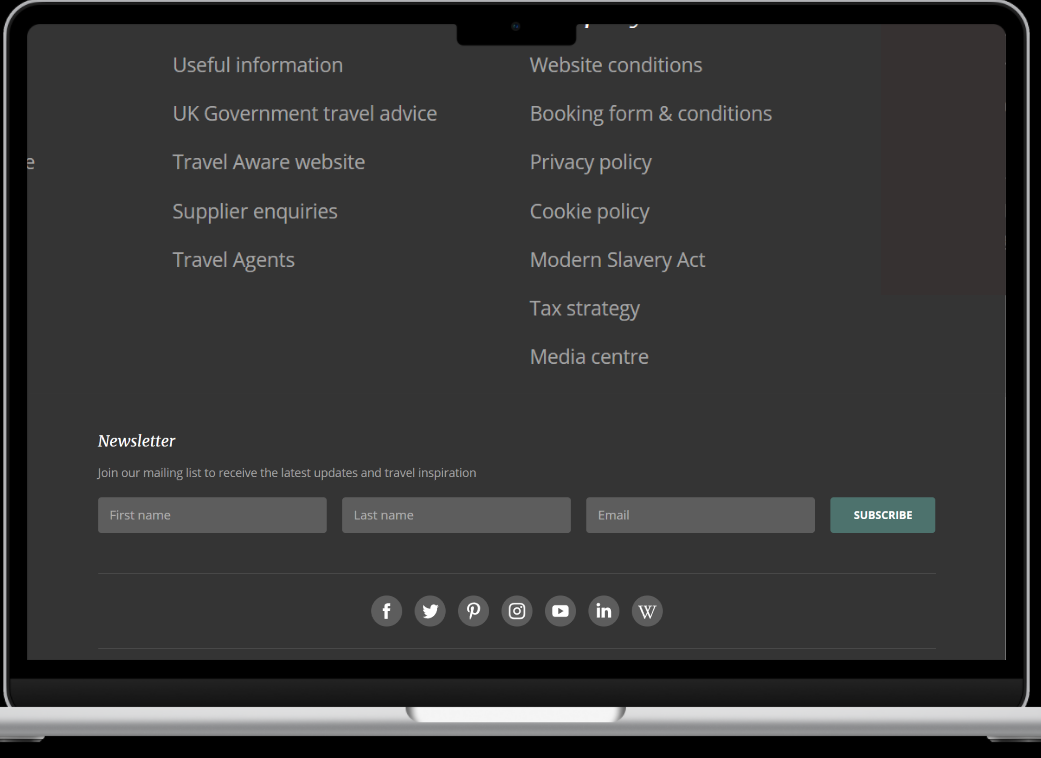 Useful information
UK Government travel advice
Travel Aware website
Supplier enquiries
Travel Agents
Website conditions
Booking form & conditions
Privacy policy
Cookie policy
Modern Slavery Act
Tax strategy
Media centre
Newsletter
Join our mailing list to receive the latest updates and travel inspiration
First name
Last name
Email
SUBSCRIBE